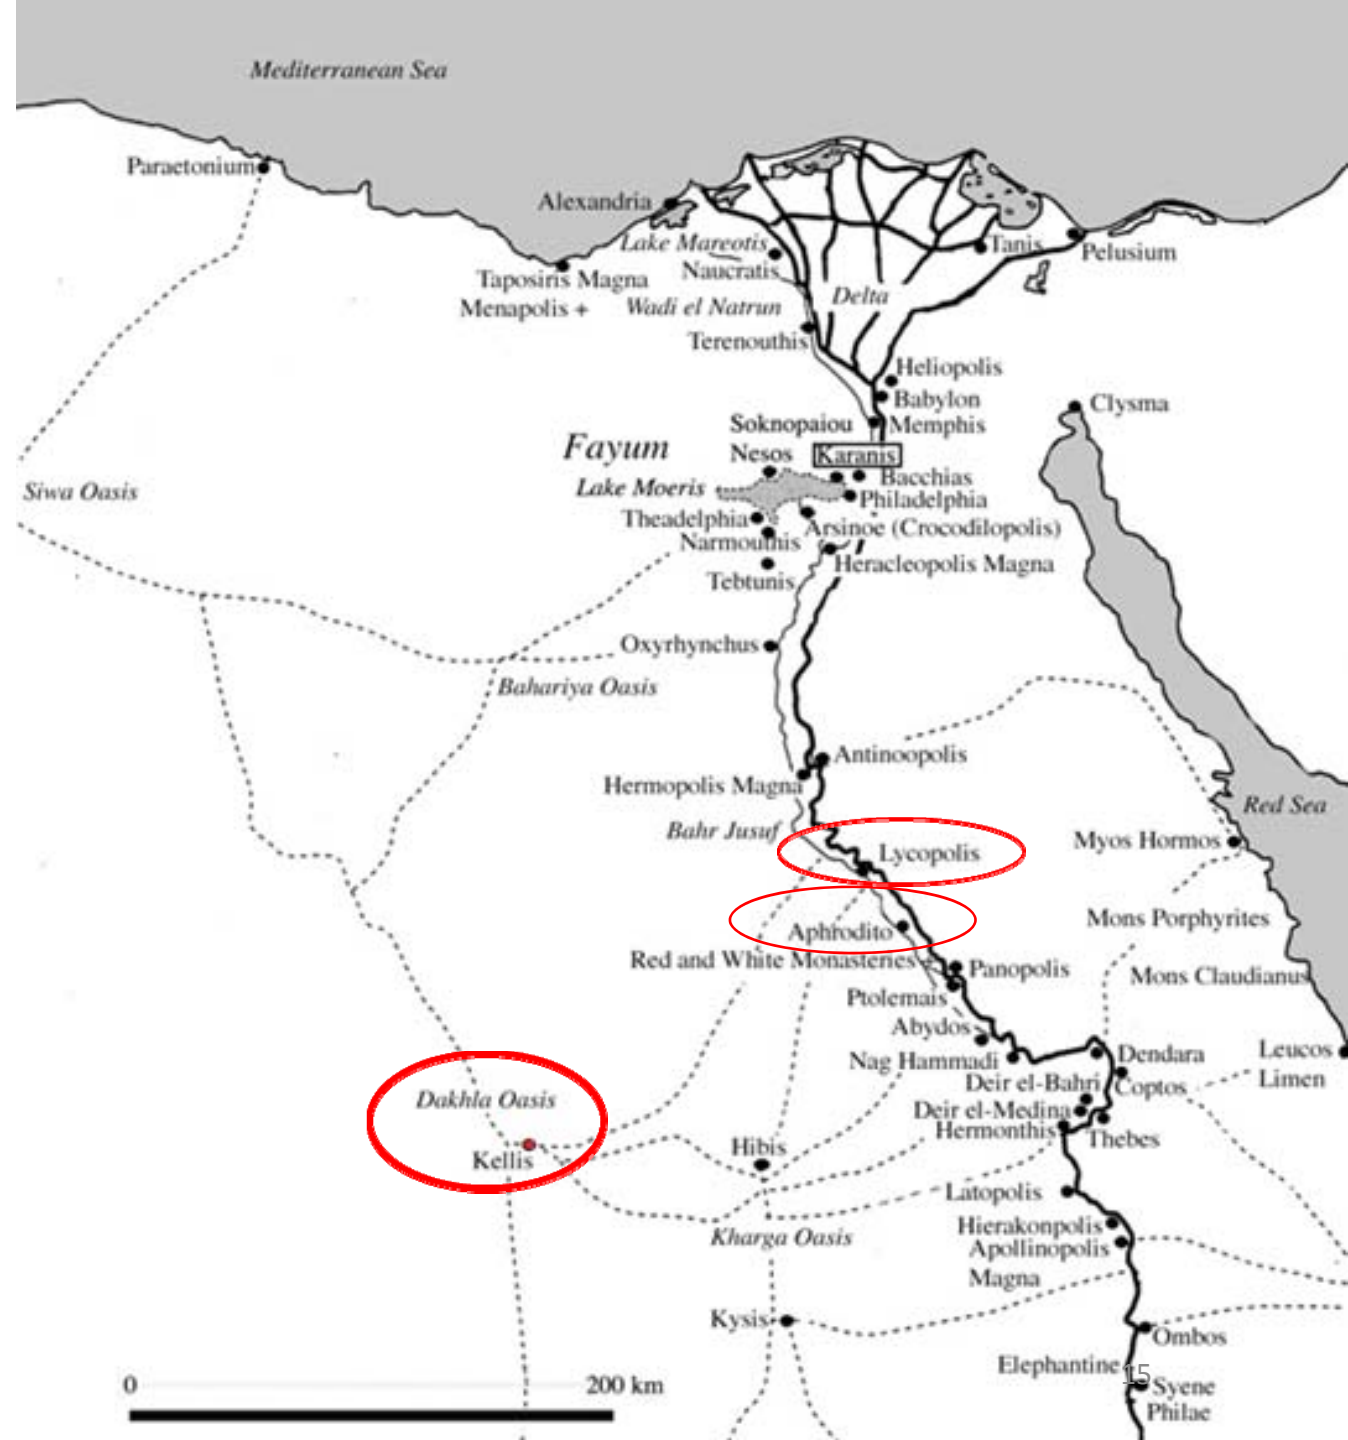 Mediterranean Sea
Paraetonium
Alexandria
Lake Mareotis
Tanis
Pelusium
Naucratis
Taposiris Magna
Delta
Menapolis +
Wadi el Natrun
Terenouthis
Heliopolis
Babylon
Clysma
Soknopaiou
Memphis
Fayum
Nesos
Karanis
Bacchias
Siwa Oasis
Lake Moeris
Philadelphia
Theadelphia
Arsinoe (Crocodilopolis)
Narmouthis
Heracleopolis Magna
Tebtunis
Oxyrhynchus
Bahariya Oasis
Antinoopolis
Hermopolis Magna
Red Sea
Bahr Jusuf
Myos Hormos
Lycopolis
Mons Porphyrites
Aphrodito
Red and White Monasteries
Panopolis
Mons Claudianus
Ptolemais
Abydos
Nag Hammadi
Dendara
Leucos
Limen
Deir el-Bahri
Coptos
Dakhla Oasis
Deir el-Medina
Hermonthis
Thebes
Hibis
Kellis
Latopolis
Hierakonpolis
Kharga Oasis
Apollinopolis
Magna
Kysis
Ombos
Elephantine
15
Syene
Philae
0
200 km